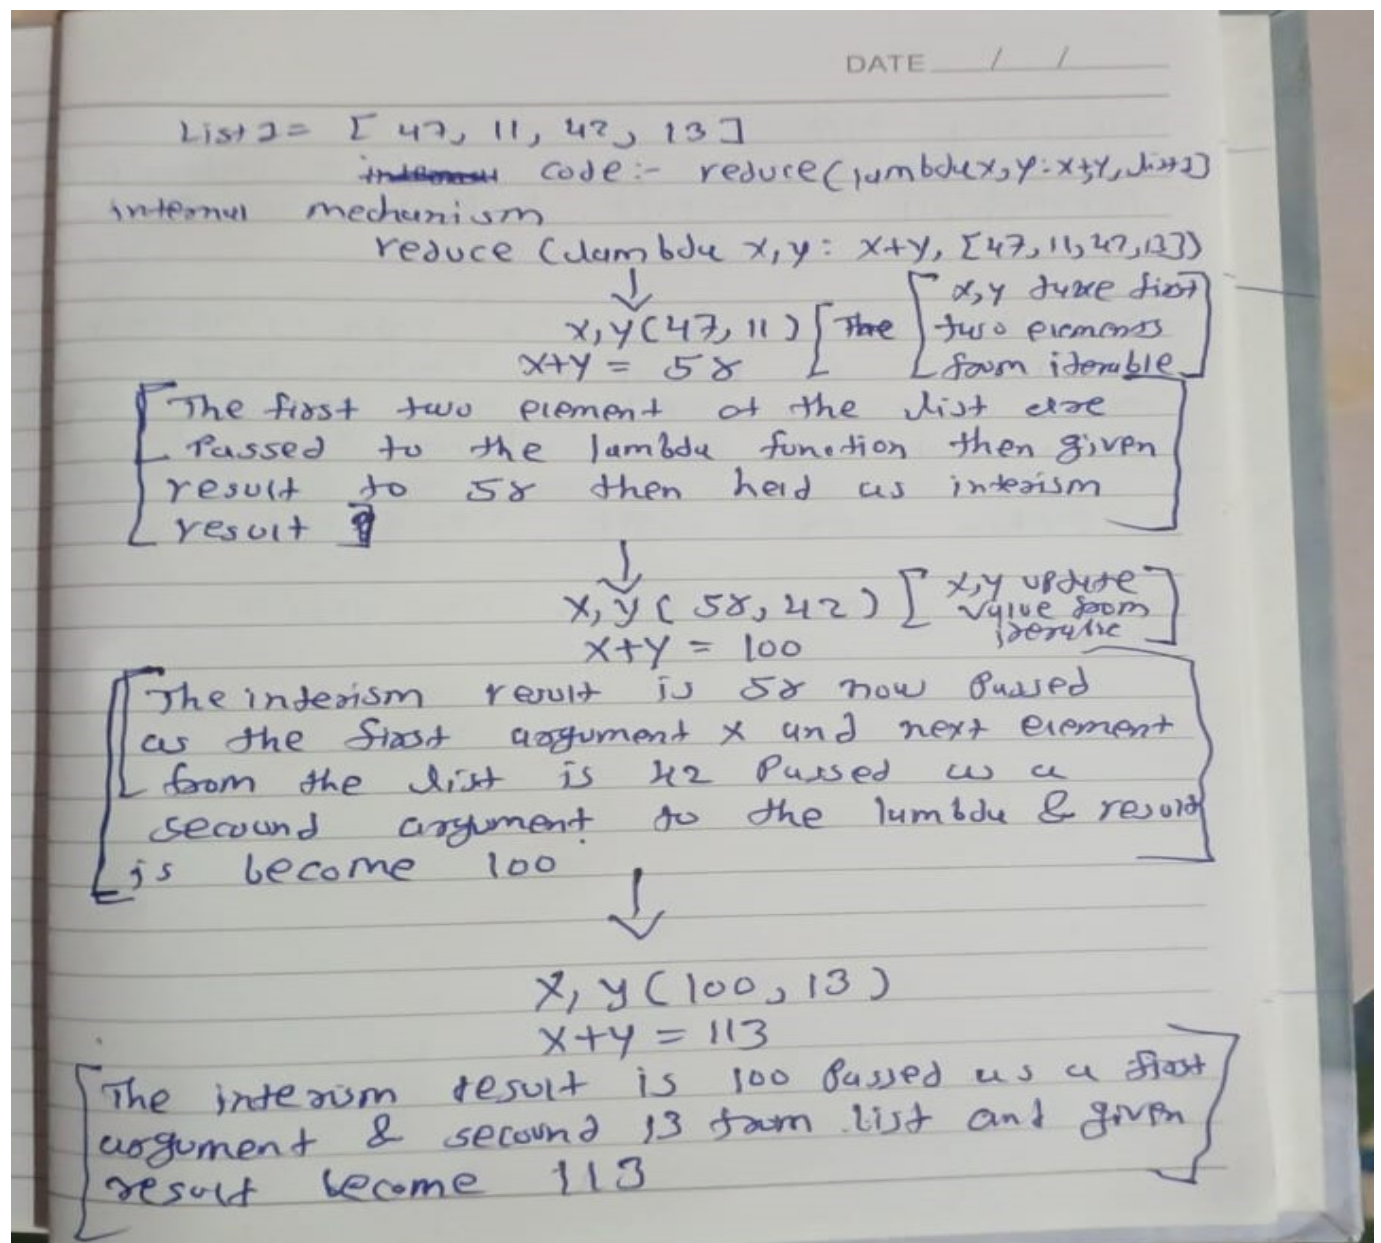 DATE / /
List1 = [ 47, 11, 42, 13 ]
code:- reduce(lambda x, y: x+y, list1)
internal mechanism
reduce (lambda x, y: x+y, [47, 11, 42, 13])
x, y (47, 11) [ The [ x, y take first
x+y = 58 two elements
from iterable ]
[ The first two element of the list are
passed to the lambda function then given
result to 58 then held as interism
result ]
x, y ( 58, 42 ) [ x, y update
value from
iterable ]
x+y = 100
[ The interism result is 58 now passed
as the first argument x and next element
from the list is 42 passed as a
secound argument to the lambda & result
is become 100 ]
x, y (100, 13)
x+y = 113
[ The interism result is 100 passed as a first
argument & secound 13 from list and given
result become 113 ]